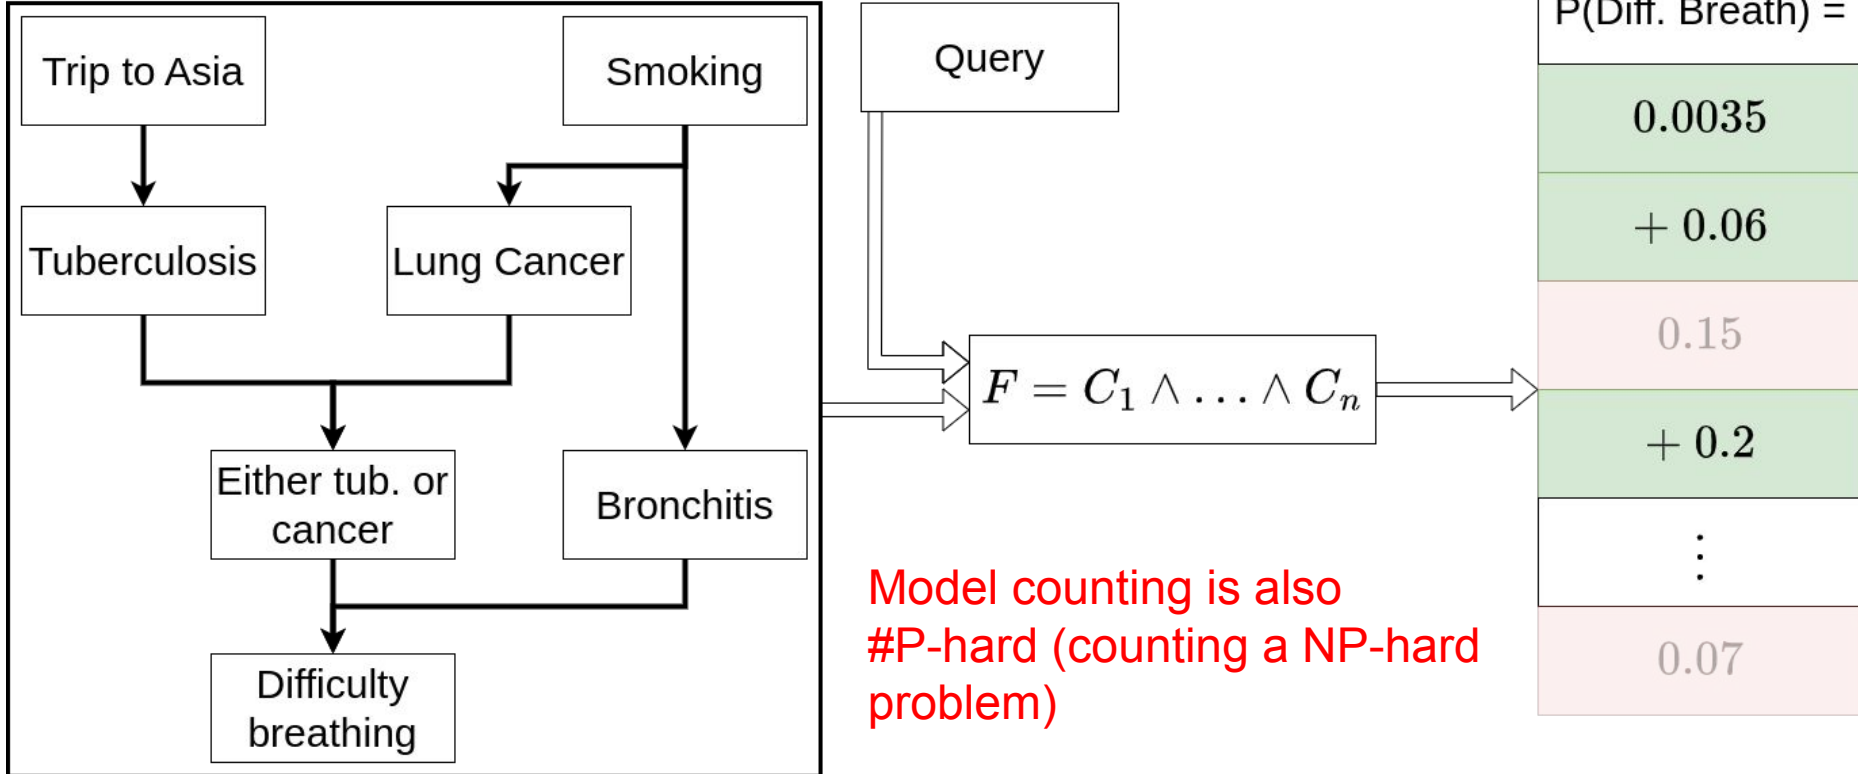 Trip to Asia
Smoking
Tuberculosis
Lung Cancer
Either tub. or
cancer
Bronchitis
Difficulty
breathing
Query
F = C₁ ∧ … ∧ Cₙ
Model counting is also
#P-hard (counting a NP-hard
problem)
P(Diff. Breath) =
0.0035
+ 0.06
0.15
+ 0.2
⋮
0.07